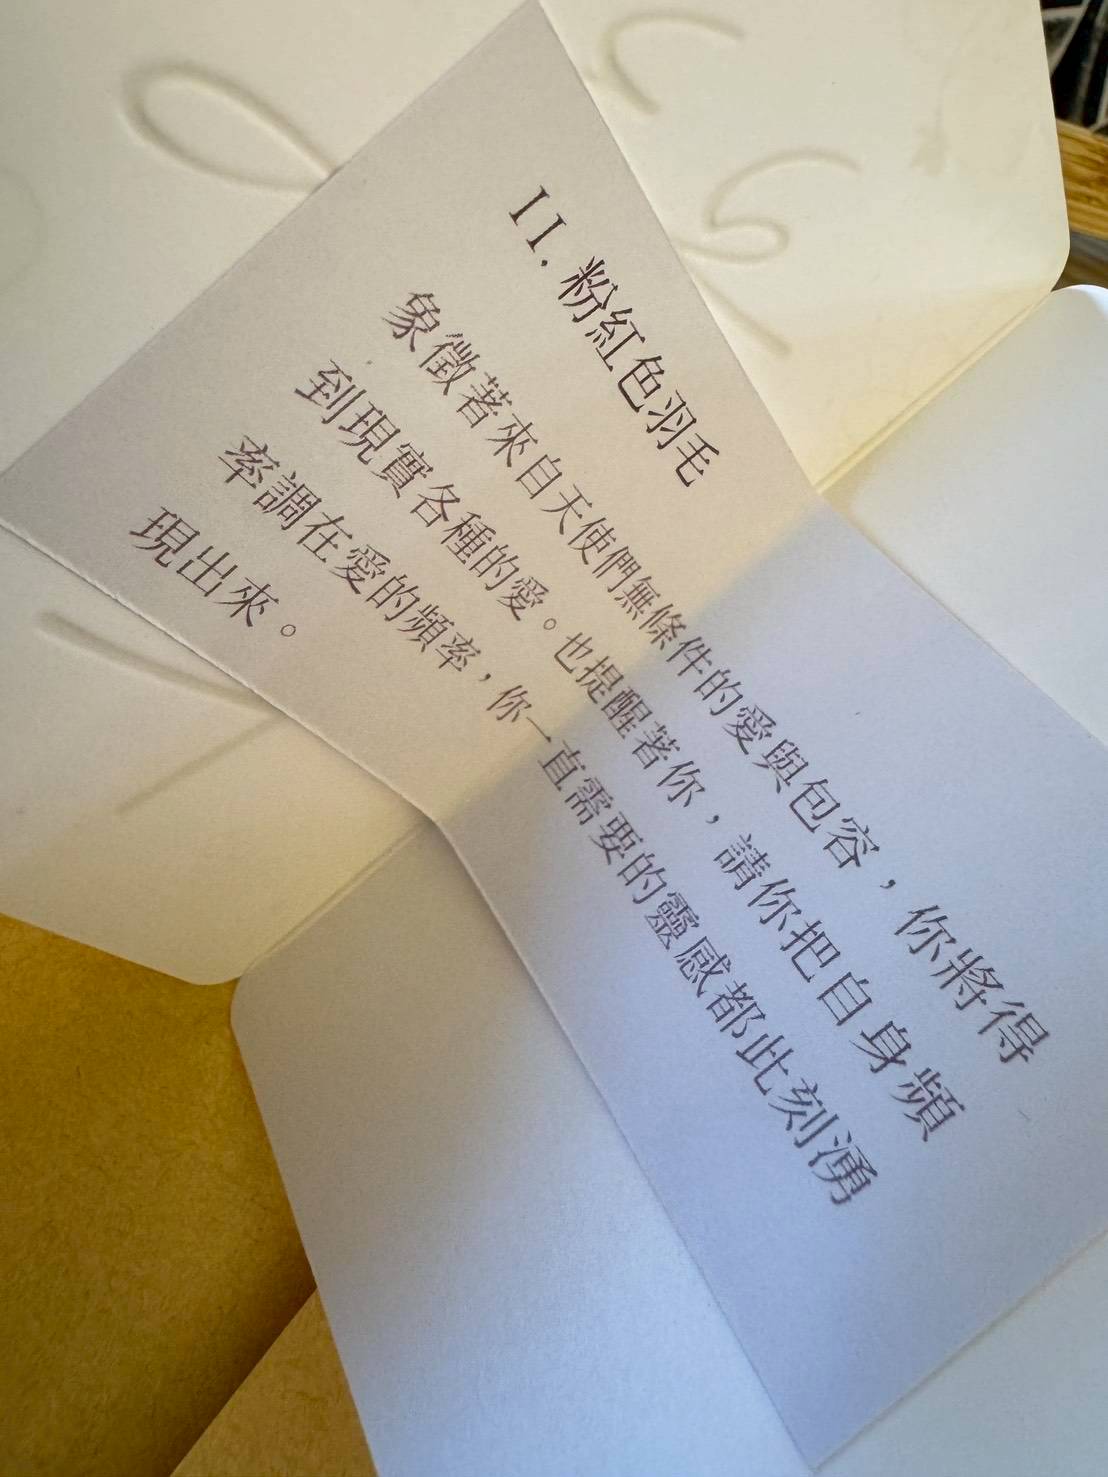 11. 粉紅色羽毛
象徵著來自天使們無條件的愛與包容，你將得
到現實各種的愛。也提醒著你，請你把自身頻
率調在愛的頻率，你一直需要的靈感都此刻湧
現出來。